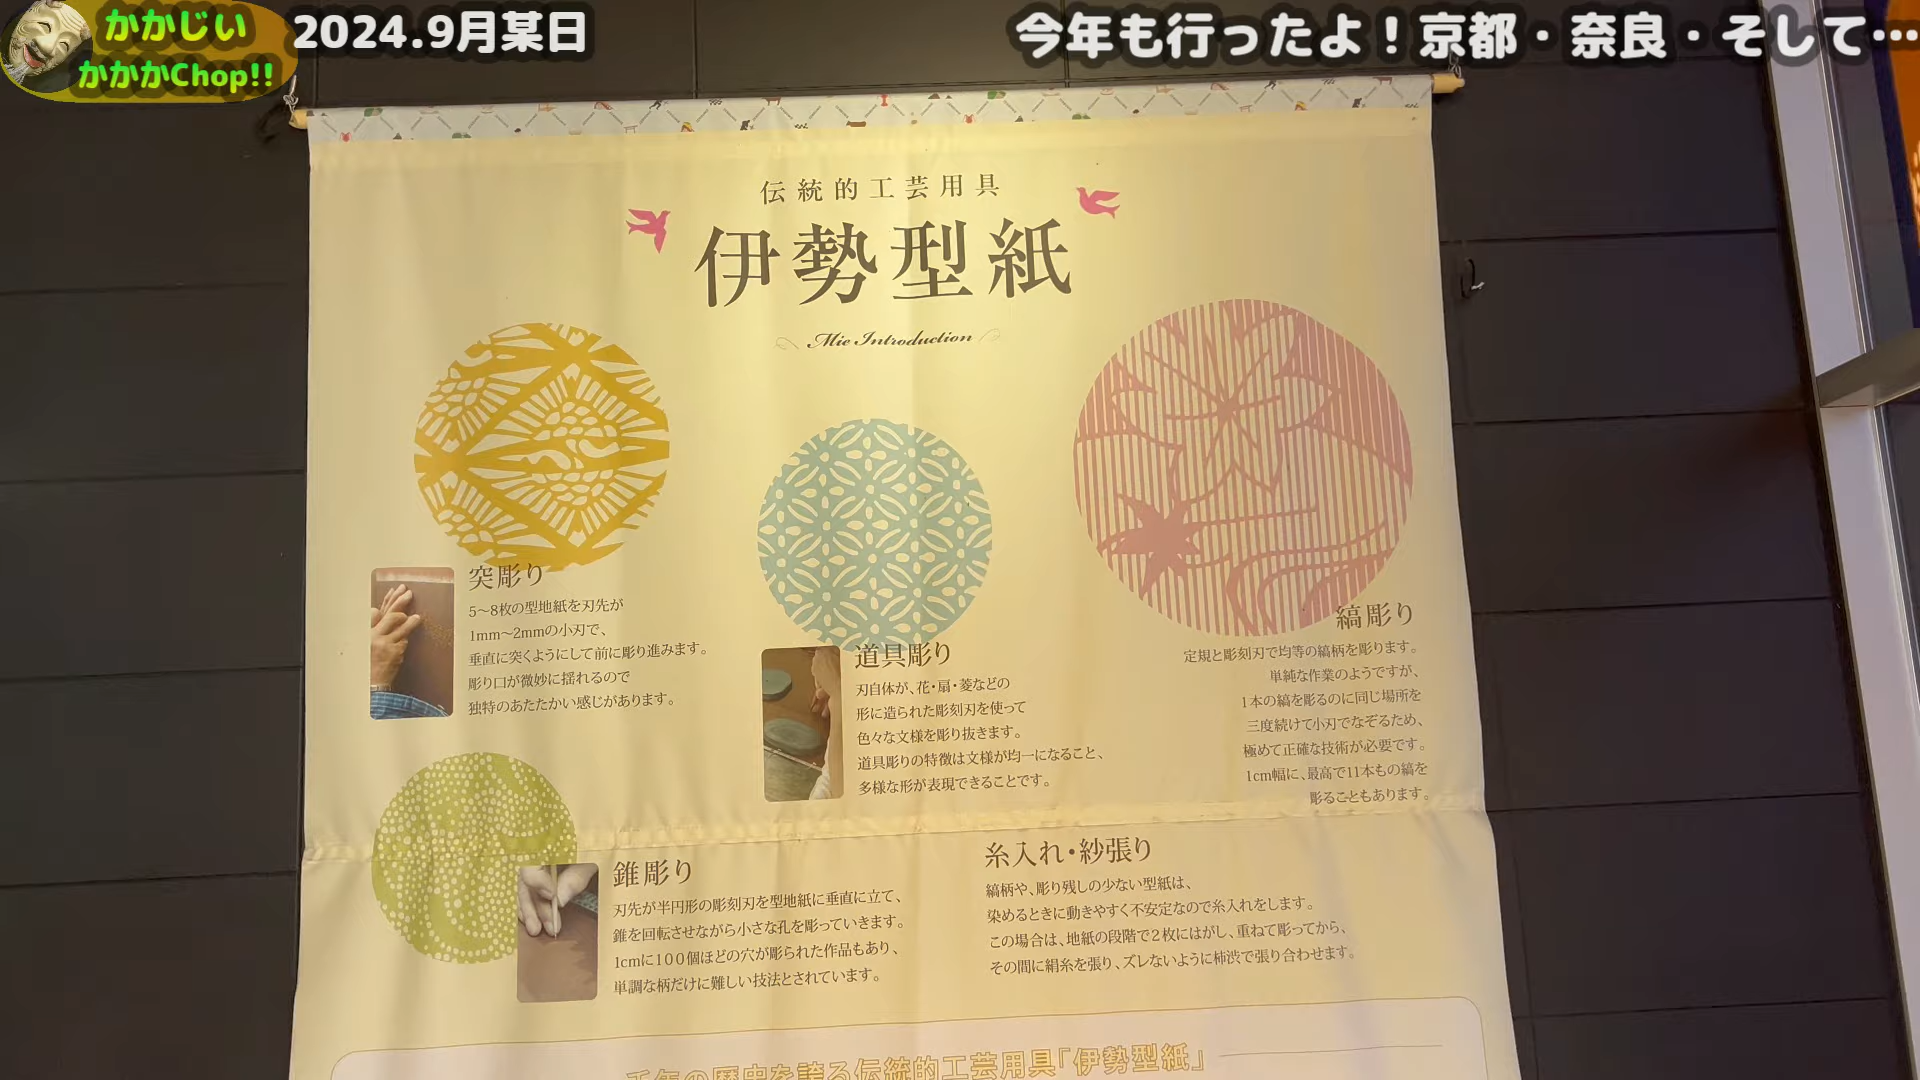 かかじい
かかかChop!!
2024.9月某日
今年も行ったよ！京都・奈良・そして…
伝統的工芸用具
伊勢型紙
Mie Introduction
突彫り
5〜8枚の型地紙を刃先が
1mm〜2mmの小刃で、
垂直に突くようにして前に彫り進みます。
彫り口が微妙に揺れるので
独特のあたたかい感じがあります。
道具彫り
刃自体が、花・扇・菱などの
形に造られた彫刻刃を使って
色々な文様を彫り抜きます。
道具彫りの特徴は文様が均一になること、
多様な形が表現できることです。
縞彫り
定規と彫刻刃で均等の縞柄を彫ります。
単純な作業のようですが、
1本の縞を彫るのに同じ場所を
三度続けて小刃でなぞるため、
極めて正確な技術が必要です。
1cm幅に、最高で11本もの縞を
彫ることもあります。
錐彫り
刃先が半円形の彫刻刃を型地紙に垂直に立て、
錐を回転させながら小さな孔を彫っていきます。
1cmに100個ほどの穴が彫られた作品もあり、
単調な柄だけに難しい技法とされています。
糸入れ・紗張り
縞柄や、彫り残しの少ない型紙は、
染めるときに動きやすく不安定なので糸入れをします。
この場合は、地紙の段階で2枚にはがし、重ねて彫ってから、
その間に絹糸を張り、ズレないように柿渋で張り合わせます。
千年の歴史を誇る伝統的工芸用具「伊勢型紙」